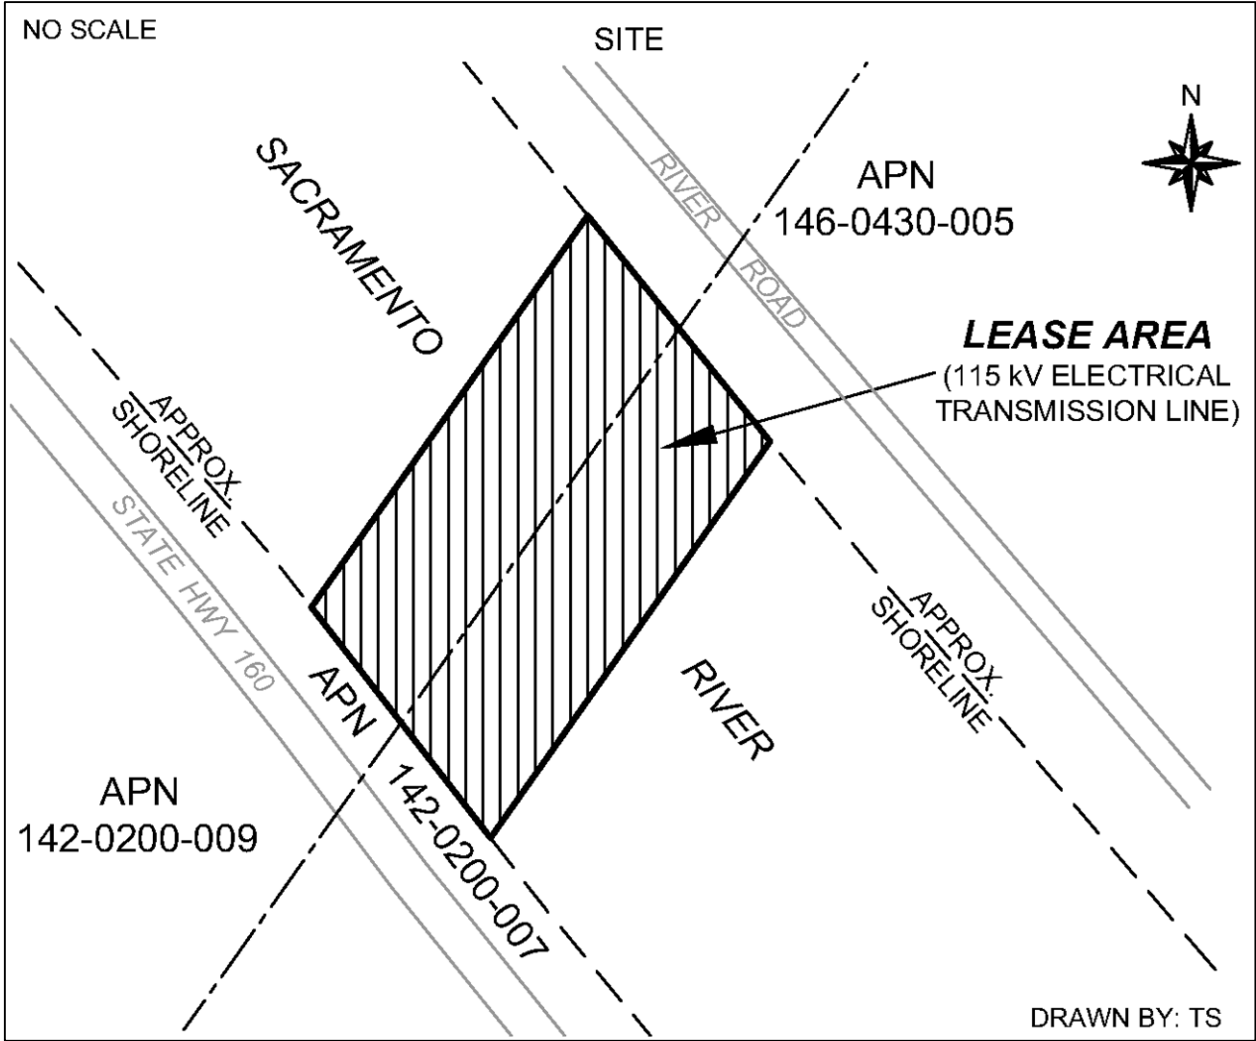 NO SCALE
SITE
N
SACRAMENTO
RIVER ROAD
APN
146-0430-005
LEASE AREA
(115 kV ELECTRICAL
TRANSMISSION LINE)
APPROX.
SHORELINE
STATE HWY 160
APN 142-0200-007
RIVER
APPROX.
SHORELINE
APN
142-0200-009
DRAWN BY: TS